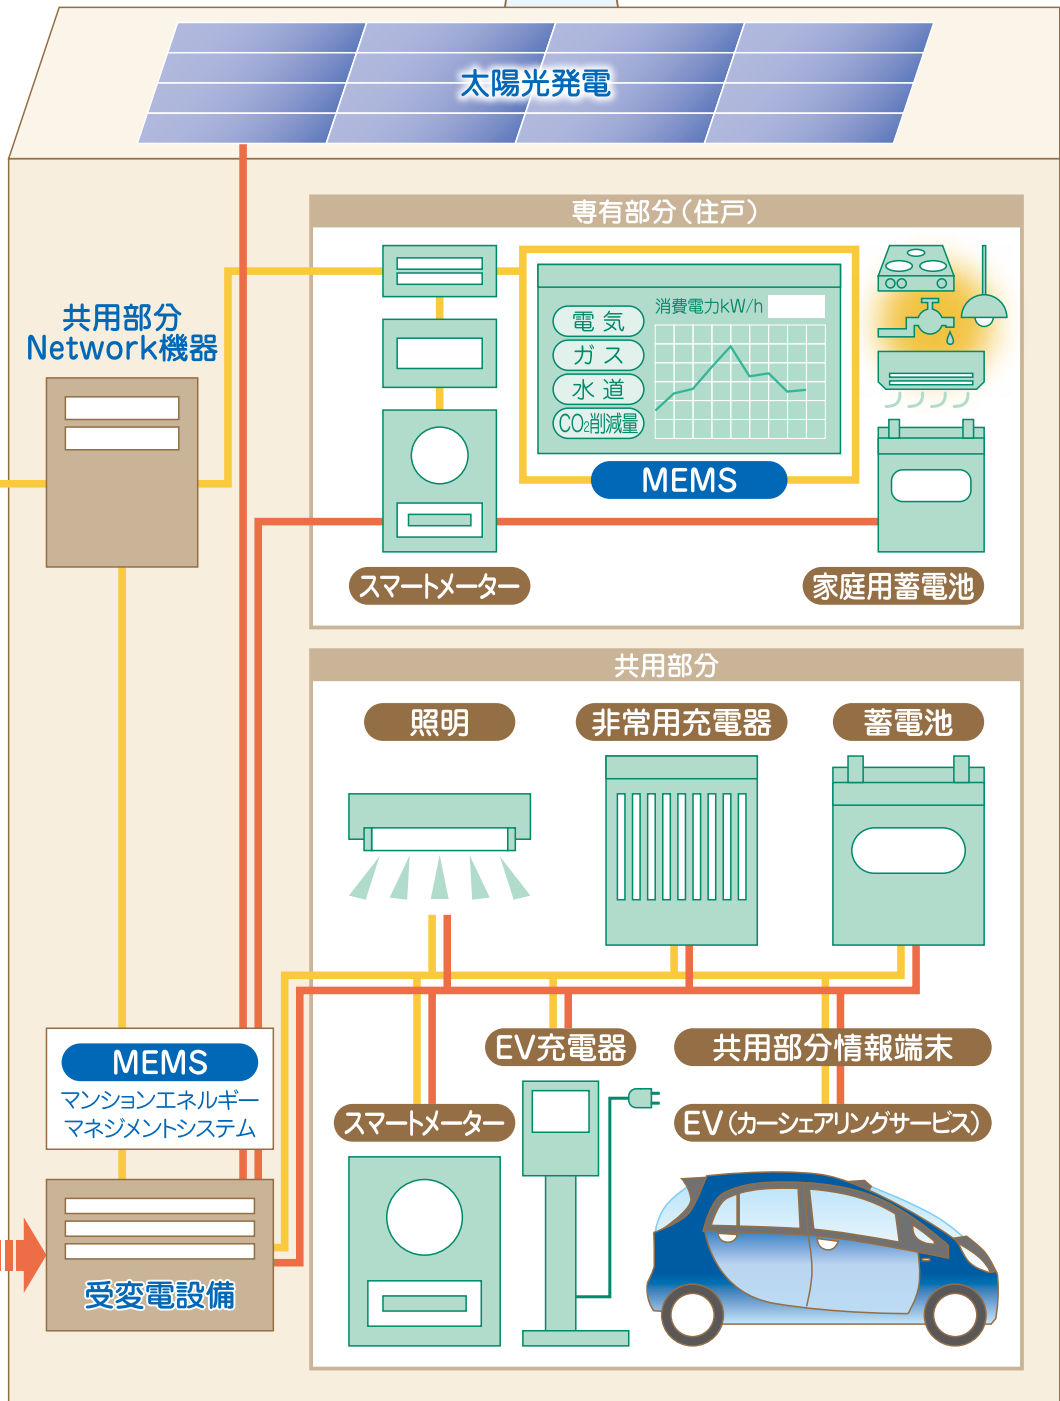 太陽光発電
専有部分（住戸）
共用部分
Network機器
消費電力kW/h
電気
ガス
水道
CO₂削減量
MEMS
スマートメーター
家庭用蓄電池
共用部分
照明
非常用充電器
蓄電池
EV充電器
共用部分情報端末
MEMS
マンションエネルギー
マネジメントシステム
スマートメーター
EV（カーシェアリングサービス）
受変電設備